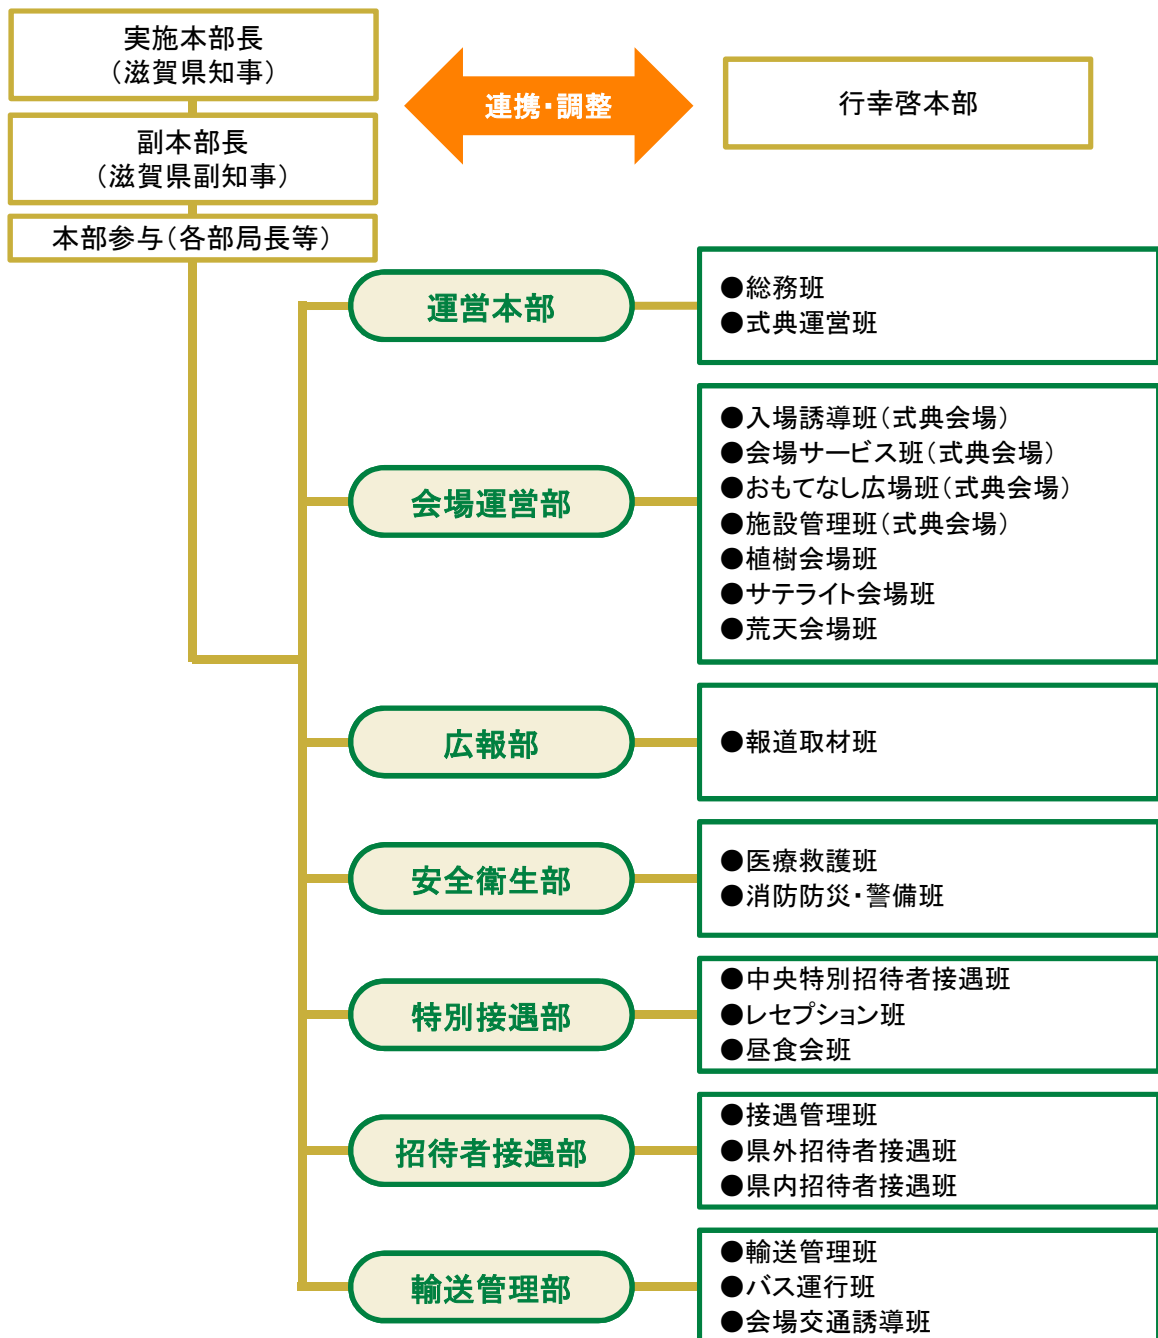 実施本部長
（滋賀県知事）
連携・調整
行幸啓本部
副本部長
（滋賀県副知事）
本部参与（各部局長等）
運営本部
●総務班
●式典運営班
会場運営部
●入場誘導班（式典会場）
●会場サービス班（式典会場）
●おもてなし広場班（式典会場）
●施設管理班（式典会場）
●植樹会場班
●サテライト会場班
●荒天会場班
広報部
●報道取材班
安全衛生部
●医療救護班
●消防防災・警備班
特別接遇部
●中央特別招待者接遇班
●レセプション班
●昼食会班
招待者接遇部
●接遇管理班
●県外招待者接遇班
●県内招待者接遇班
輸送管理部
●輸送管理班
●バス運行班
●会場交通誘導班